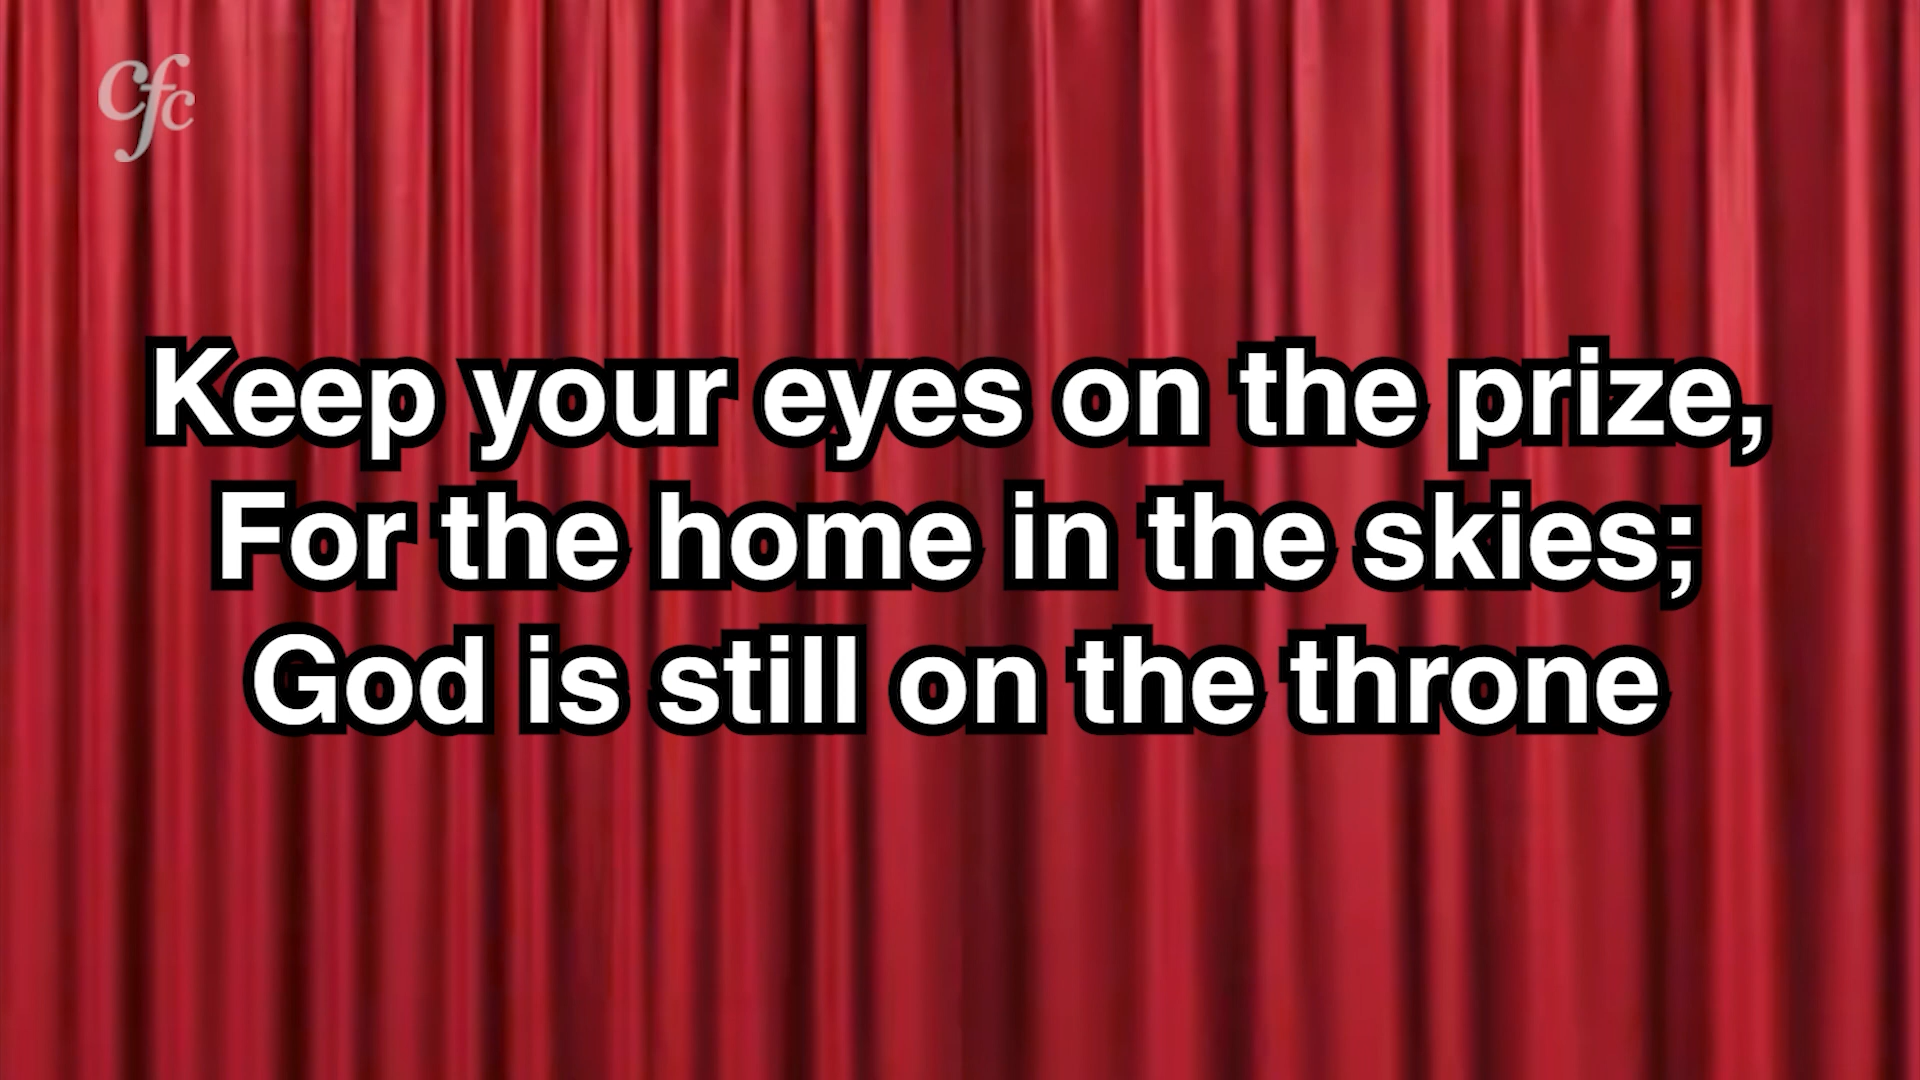 cfc
Keep your eyes on the prize,
For the home in the skies;
God is still on the throne